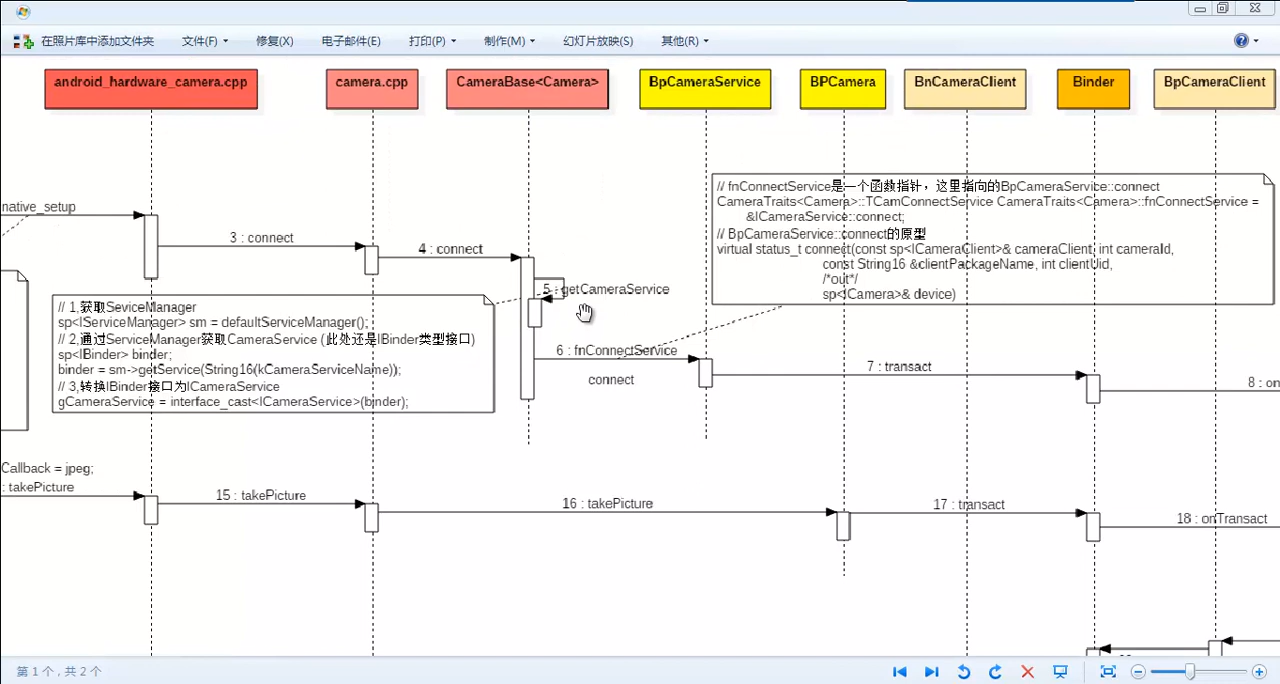 在照片库中添加文件夹 文件(F) 修复(X) 电子邮件(E) 打印(P) 制作(M) 幻灯片放映(S) 其他(R)
android_hardware_camera.cpp camera.cpp CameraBase<Camera> BpCameraService BPCamera BnCameraClient Binder BpCameraClient
// fnConnectService是一个函数指针，这里指向的BpCameraService::connect
CameraTraits<Camera>::TCamConnectService CameraTraits<Camera>::fnConnectService =
&ICameraService::connect;
// BpCameraService::connect的原型
virtual status_t connect(const sp<ICameraClient>& cameraClient, int cameraId,
const String16 &clientPackageName, int clientUid,
/*out*/
sp<ICamera>& device)
native_setup
3 : connect
4 : connect
5 : getCameraService
// 1,获取SeviceManager
sp<IServiceManager> sm = defaultServiceManager();
// 2,通过ServiceManager获取CameraService (此处还是IBinder类型接口)
sp<IBinder> binder;
binder = sm->getService(String16(kCameraServiceName));
// 3,转换IBinder接口为ICameraService
gCameraService = interface_cast<ICameraService>(binder);
6 : fnConnectService
connect
7 : transact
8 : on
Callback = jpeg;
: takePicture
15 : takePicture
16 : takePicture
17 : transact
18 : onTransact
第 1 个，共 2 个